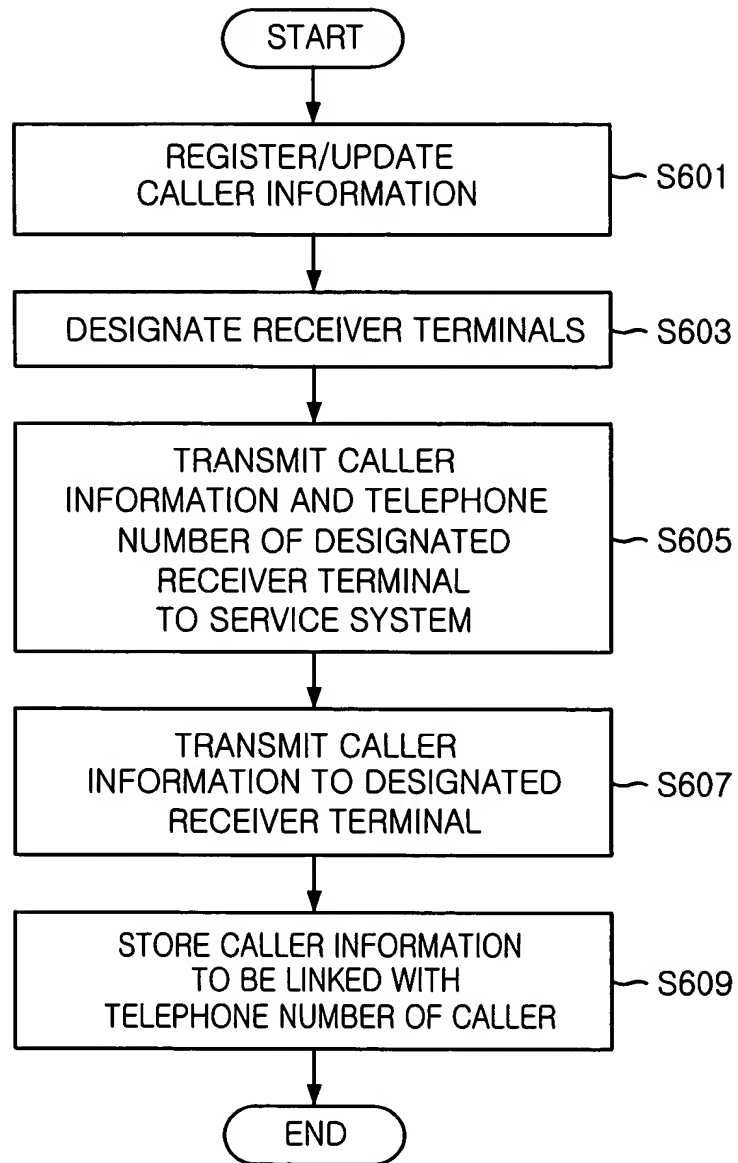 START
REGISTER/UPDATE
CALLER INFORMATION
S601
DESIGNATE RECEIVER TERMINALS
S603
TRANSMIT CALLER
INFORMATION AND TELEPHONE
NUMBER OF DESIGNATED
RECEIVER TERMINAL
TO SERVICE SYSTEM
S605
TRANSMIT CALLER
INFORMATION TO DESIGNATED
RECEIVER TERMINAL
S607
STORE CALLER INFORMATION
TO BE LINKED WITH
TELEPHONE NUMBER OF CALLER
S609
END